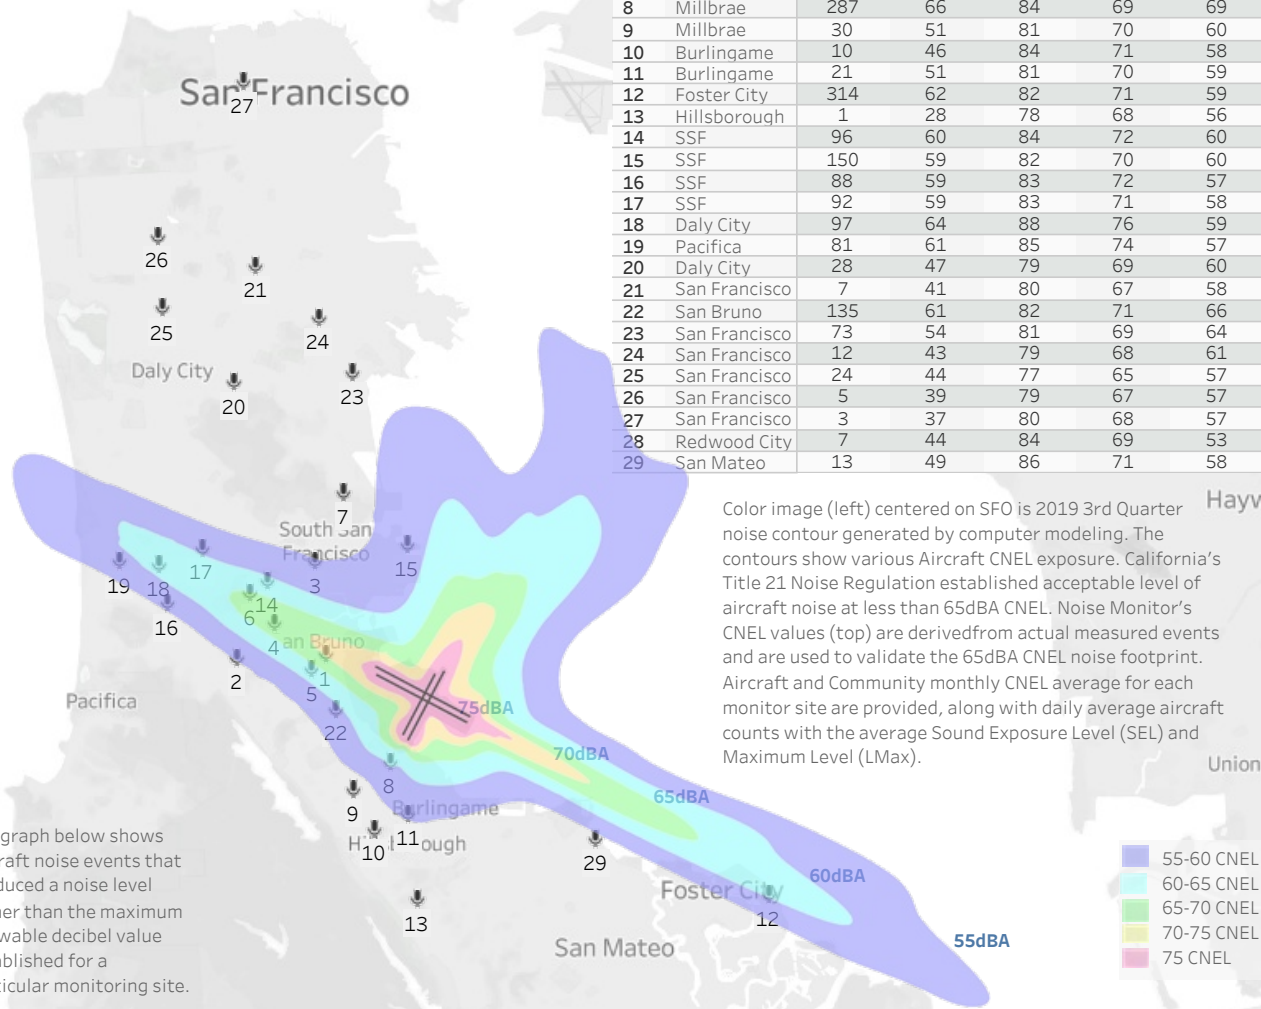 8 Millbrae 287 66 84 69 69
9 Millbrae 30 51 81 70 60
10 Burlingame 10 46 84 71 58
11 Burlingame 21 51 81 70 59
12 Foster City 314 62 82 71 59
13 Hillsborough 1 28 78 68 56
14 SSF 96 60 84 72 60
15 SSF 150 59 82 70 60
16 SSF 88 59 83 72 57
17 SSF 92 59 83 71 58
18 Daly City 97 64 88 76 59
19 Pacifica 81 61 85 74 57
20 Daly City 28 47 79 69 60
21 San Francisco 7 41 80 67 58
22 San Bruno 135 61 82 71 66
23 San Francisco 73 54 81 69 64
24 San Francisco 12 43 79 68 61
25 San Francisco 24 44 77 65 57
26 San Francisco 5 39 79 67 57
27 San Francisco 3 37 80 68 57
28 Redwood City 7 44 84 69 53
29 San Mateo 13 49 86 71 58
San Francisco
27
26
21
25
24
Daly City
20
23
7
South San
Francisco
15
17
3
19
18
14
16
6
4
an Bruno
2
1
5
Pacifica
75dBA
22
70dBA
8
65dBA
9
Burlingame
11
10
H ough
29
60dBA
Foster City
12
13
San Mateo
55dBA
Hayw
Union
Color image (left) centered on SFO is 2019 3rd Quarter
noise contour generated by computer modeling. The
contours show various Aircraft CNEL exposure. California's
Title 21 Noise Regulation established acceptable level of
aircraft noise at less than 65dBA CNEL. Noise Monitor's
CNEL values (top) are derivedfrom actual measured events
and are used to validate the 65dBA CNEL noise footprint.
Aircraft and Community monthly CNEL average for each
monitor site are provided, along with daily average aircraft
counts with the average Sound Exposure Level (SEL) and
Maximum Level (LMax).
graph below shows
raft noise events that
duced a noise level
her than the maximum
wable decibel value
ablished for a
ticular monitoring site.
55-60 CNEL
60-65 CNEL
65-70 CNEL
70-75 CNEL
75 CNEL